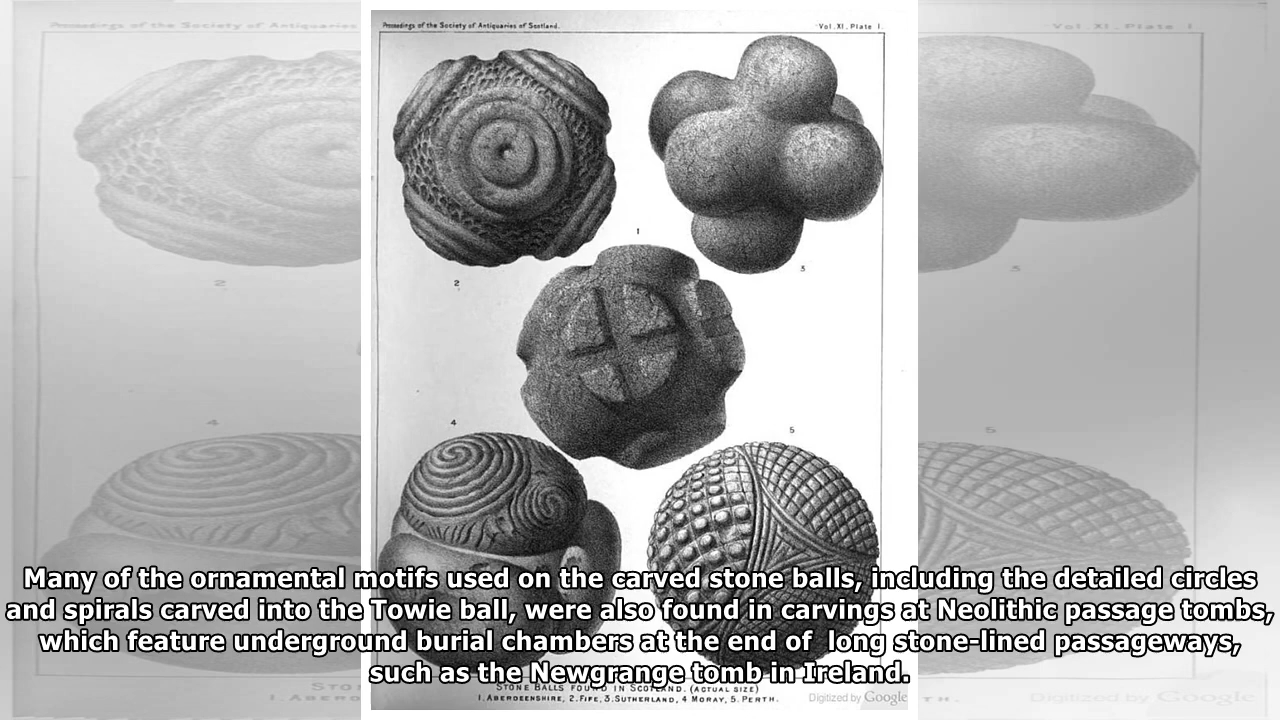 Proceedings of the Society of Antiquaries of Scotland.
Vol. XI, Plate 1.
1
2
3
4
5
Many of the ornamental motifs used on the carved stone balls, including the detailed circles
and spirals carved into the Towie ball, were also found in carvings at Neolithic passage tombs,
which feature underground burial chambers at the end of long stone-lined passageways,
such as the Newgrange tomb in Ireland.
STONE BALLS FOUND IN SCOTLAND. (ACTUAL SIZE)
1. ABERDEENSHIRE, 2. FIFE, 3. SUTHERLAND, 4 MORAY, 5. PERTH.
Digitized by Google